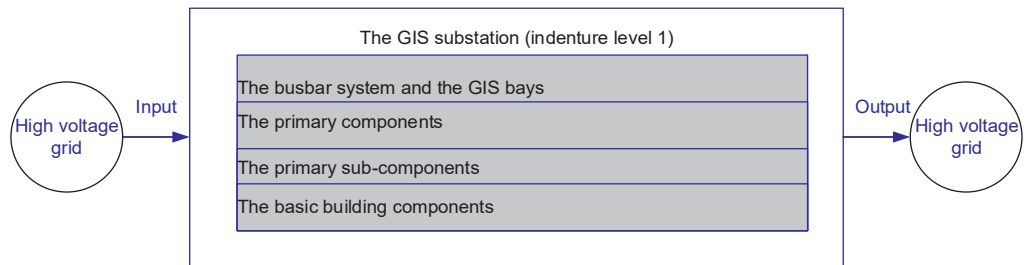 The GIS substation (indenture level 1)
High voltage
grid
Input
The busbar system and the GIS bays
The primary components
The primary sub-components
The basic building components
Output
High voltage
grid